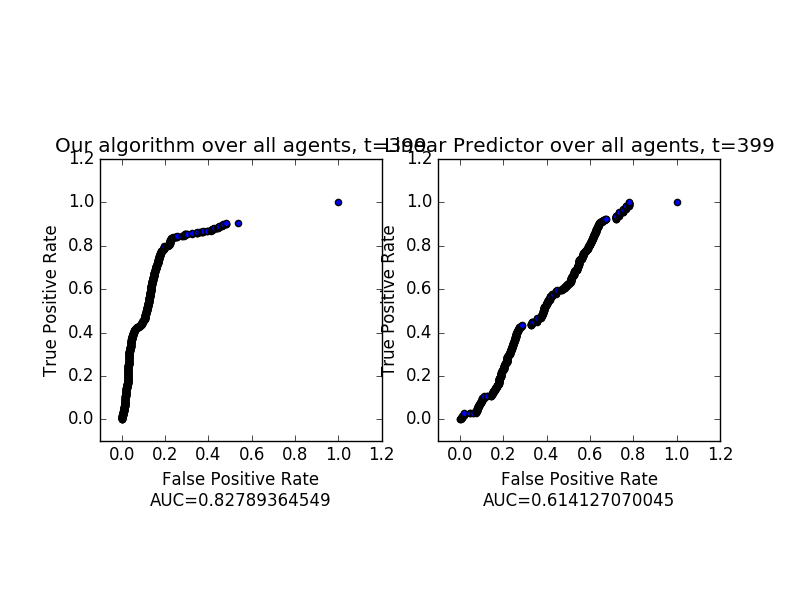 Our algorithm over all agents, t=399
Linear Predictor over all agents, t=399
True Positive Rate
1.2
1.0
0.8
0.6
0.4
0.2
0.0
0.0 0.2 0.4 0.6 0.8 1.0 1.2
False Positive Rate
AUC=0.82789364549
True Positive Rate
1.2
1.0
0.8
0.6
0.4
0.2
0.0
0.0 0.2 0.4 0.6 0.8 1.0 1.2
False Positive Rate
AUC=0.614127070045